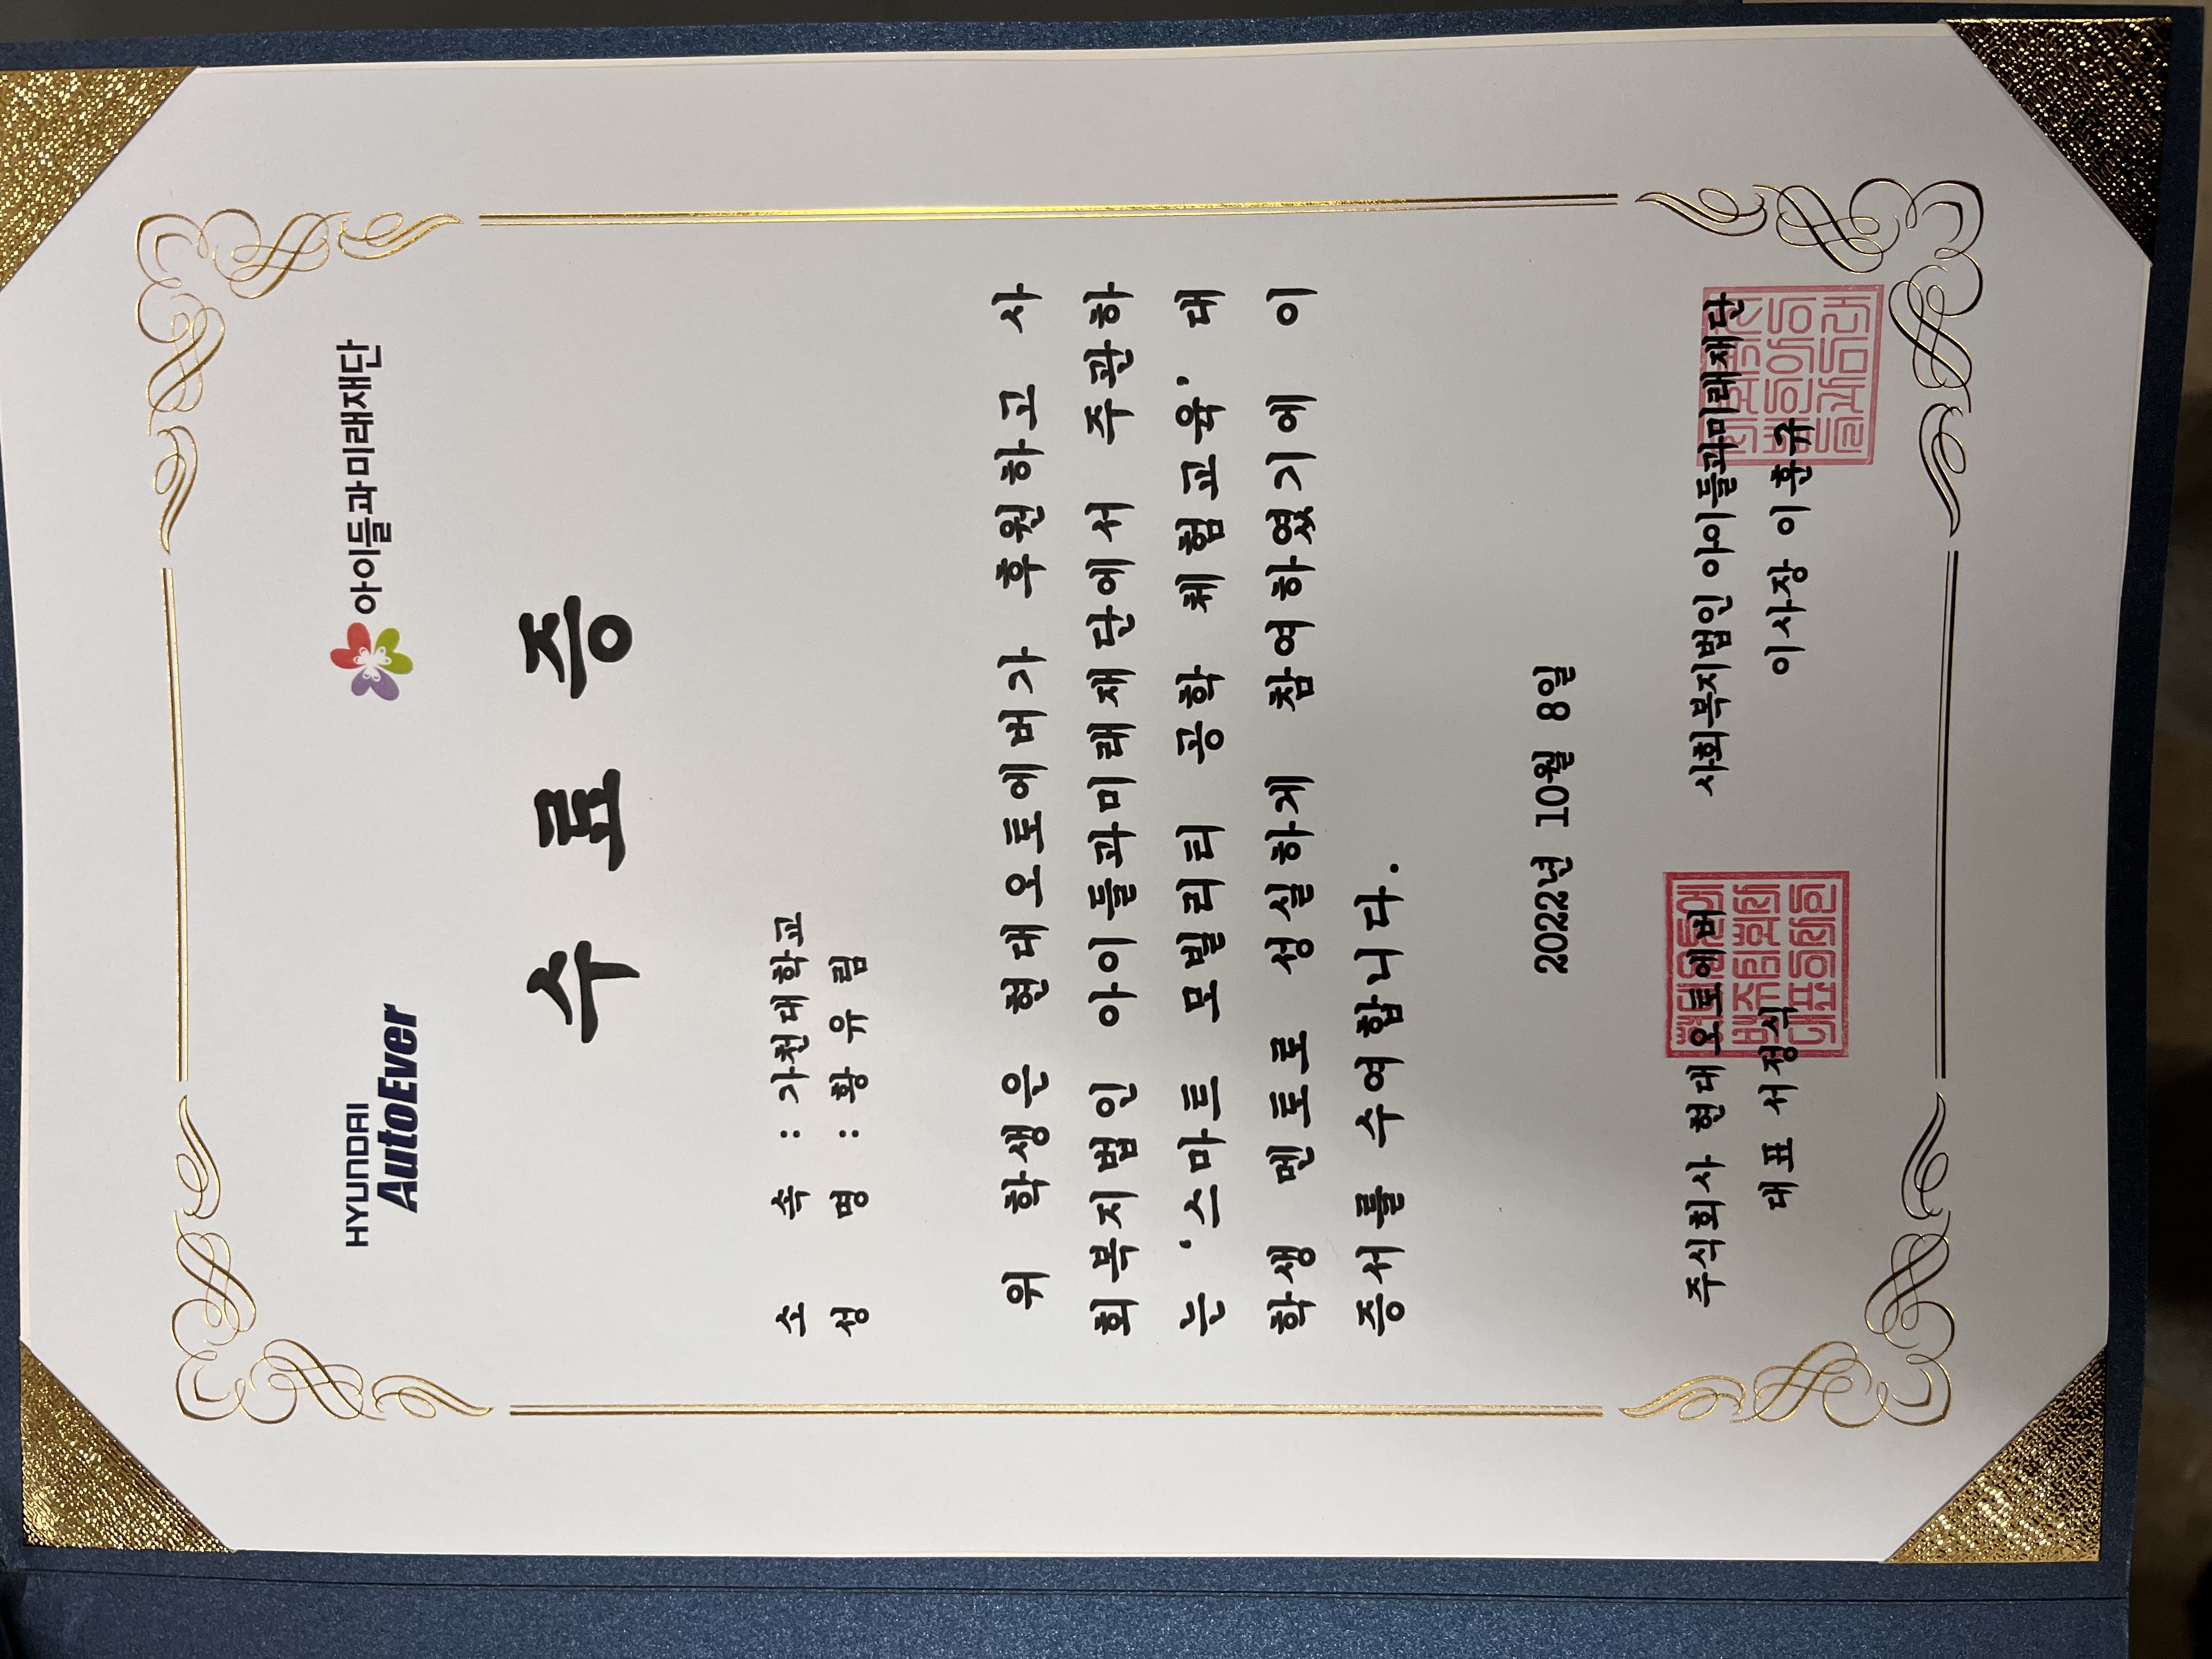 HYUNDAI
AutoEver
아이들과미래재단
수 료 증
소 속 : 가천대학교
성 명 : 황 유 림
위 학생은 현대오토에버가 후원하고 사
회복지법인 아이들과미래재단에서 주관하
는 ‘스마트 모빌리티 공학 체험교육’ 대
학생 멘토로 성실하게 참여하였기에 이
증서를 수여합니다.
2022년 10월 8일
주식회사 현대오토에버
대표 서정식
사회복지법인 아이들과미래재단
이사장 이훈규